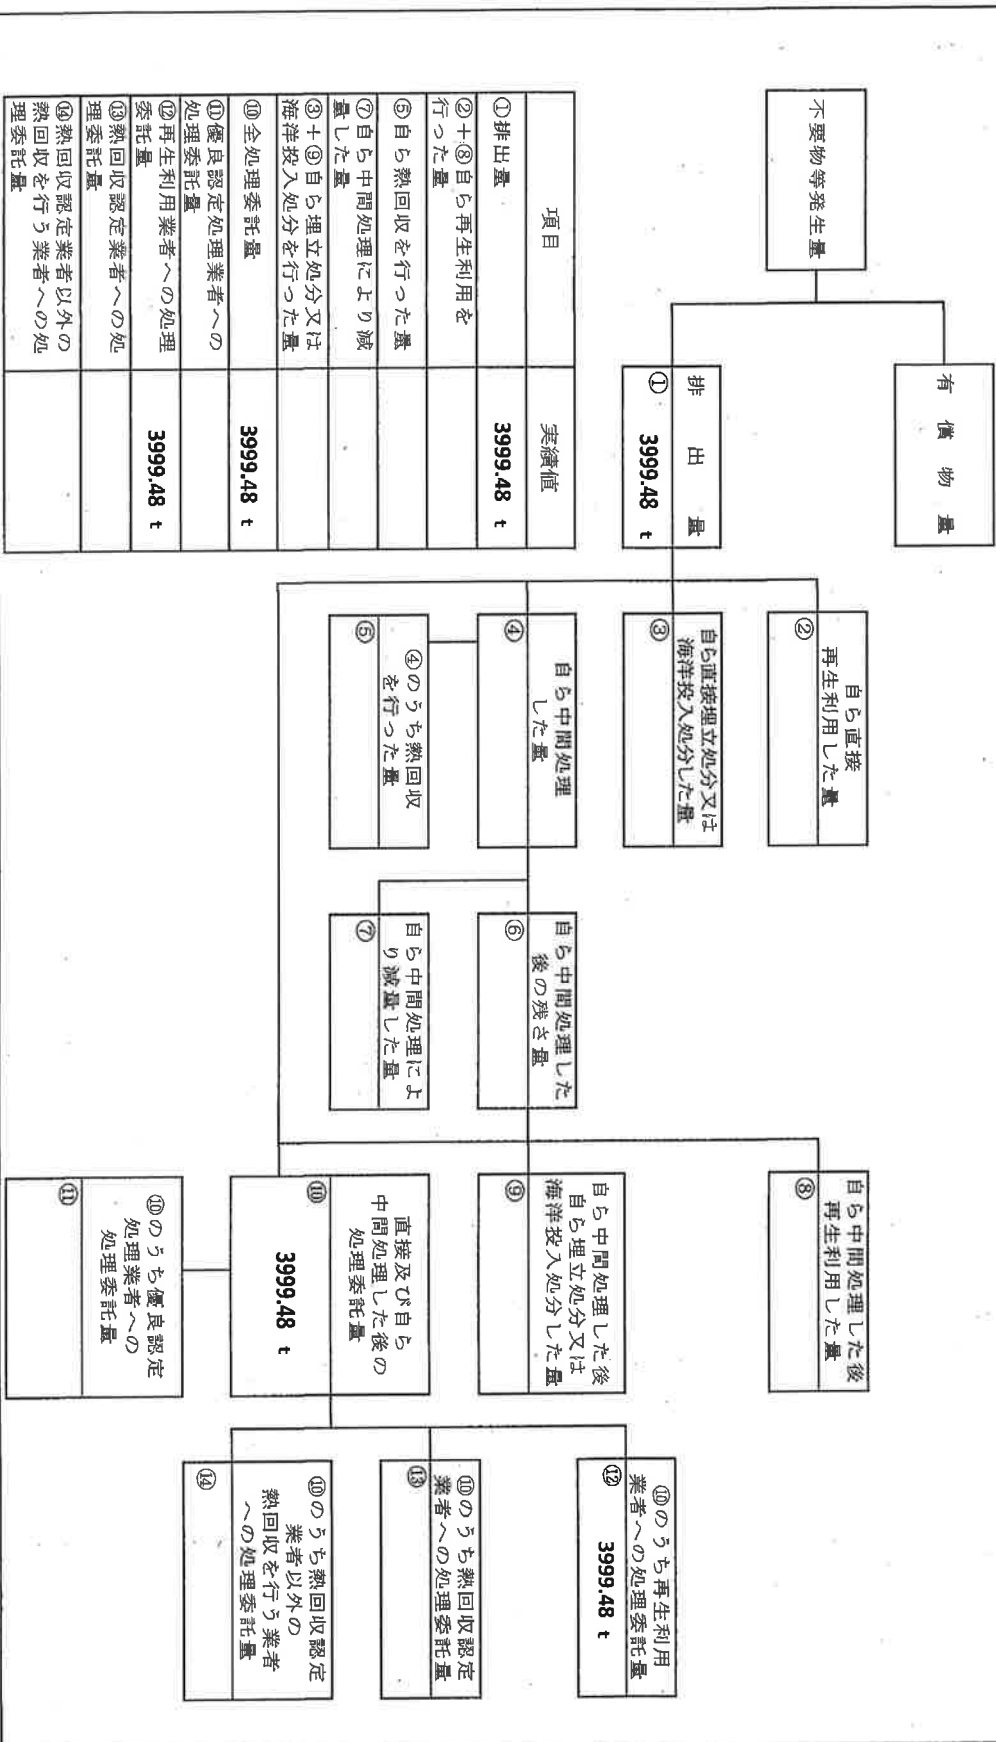 不要物等発生量
有償物量
排出量
① 3999.48 t
自ら直接
再生利用した量
②
自ら直接埋立処分又は
海洋投入処分した量
③
自ら中間処理
した量
④
④のうち熱回収
を行った量
⑤
自ら中間処理した
後の残さ量
⑥
自ら中間処理によ
り減量した量
⑦
自ら中間処理した後
再生利用した量
⑧
自ら中間処理した後
自ら埋立処分又は
海洋投入処分した量
⑨
直接及び自ら
中間処理した後の
処理委託量
⑩
3999.48 t
⑩のうち優良認定
処理業者への
処理委託量
⑪
⑩のうち再生利用
業者への処理委託量
⑫
3999.48 t
⑩のうち熱回収認定
業者への処理委託量
⑬
⑩のうち熱回収認定
業者以外の
熱回収を行う業者
への処理委託量
⑭
項目 実績値
①排出量 3999.48 t
②+⑧自ら再生利用を
行った量
⑤自ら熱回収を行った量
⑦自ら中間処理により減
量した量
③+⑨自ら埋立処分又は
海洋投入処分を行った量
⑩全処理委託量 3999.48 t
⑪優良認定処理業者への
処理委託量
⑫再生利用業者への処理
委託量 3999.48 t
⑬熱回収認定業者への処
理委託量
⑭熱回収認定業者以外の
熱回収を行う業者への処
理委託量